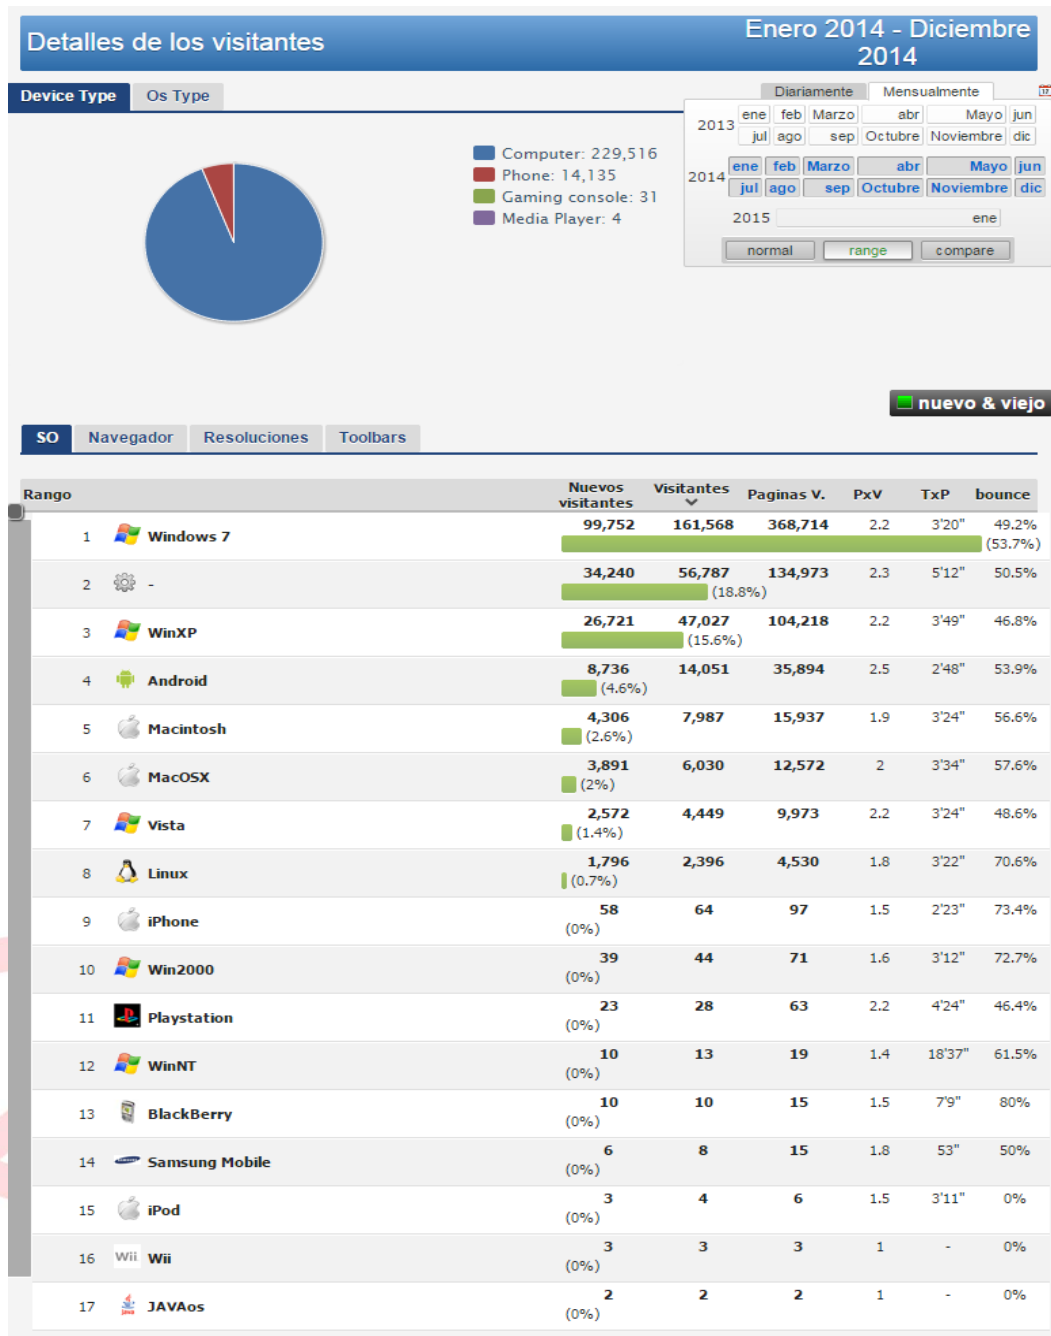 Detalles de los visitantes
Enero 2014 - Diciembre 2014
Device Type Os Type
Diariamente Mensualmente
2013 ene feb Marzo abr Mayo jun
jul ago sep Octubre Noviembre dic
2014 ene feb Marzo abr Mayo jun
jul ago sep Octubre Noviembre dic
2015 ene
normal range compare
Computer: 229,516
Phone: 14,135
Gaming console: 31
Media Player: 4
nuevo & viejo
SO Navegador Resoluciones Toolbars
Rango Nuevos visitantes Visitantes Paginas V. PxV TxP bounce
1 Windows 7 99,752 161,568 368,714 2.2 3'20" 49.2%
(53.7%)
2 - 34,240 56,787 134,973 2.3 5'12" 50.5%
(18.8%)
3 WinXP 26,721 47,027 104,218 2.2 3'49" 46.8%
(15.6%)
4 Android 8,736 14,051 35,894 2.5 2'48" 53.9%
(4.6%)
5 Macintosh 4,306 7,987 15,937 1.9 3'24" 56.6%
(2.6%)
6 MacOSX 3,891 6,030 12,572 2 3'34" 57.6%
(2%)
7 Vista 2,572 4,449 9,973 2.2 3'24" 48.6%
(1.4%)
8 Linux 1,796 2,396 4,530 1.8 3'22" 70.6%
(0.7%)
9 iPhone 58 64 97 1.5 2'23" 73.4%
(0%)
10 Win2000 39 44 71 1.6 3'12" 72.7%
(0%)
11 Playstation 23 28 63 2.2 4'24" 46.4%
(0%)
12 WinNT 10 13 19 1.4 18'37" 61.5%
(0%)
13 BlackBerry 10 10 15 1.5 7'9" 80%
(0%)
14 Samsung Mobile 6 8 15 1.8 53" 50%
(0%)
15 iPod 3 4 6 1.5 3'11" 0%
(0%)
16 Wii Wii 3 3 3 1 - 0%
(0%)
17 JAVAos 2 2 2 1 - 0%
(0%)